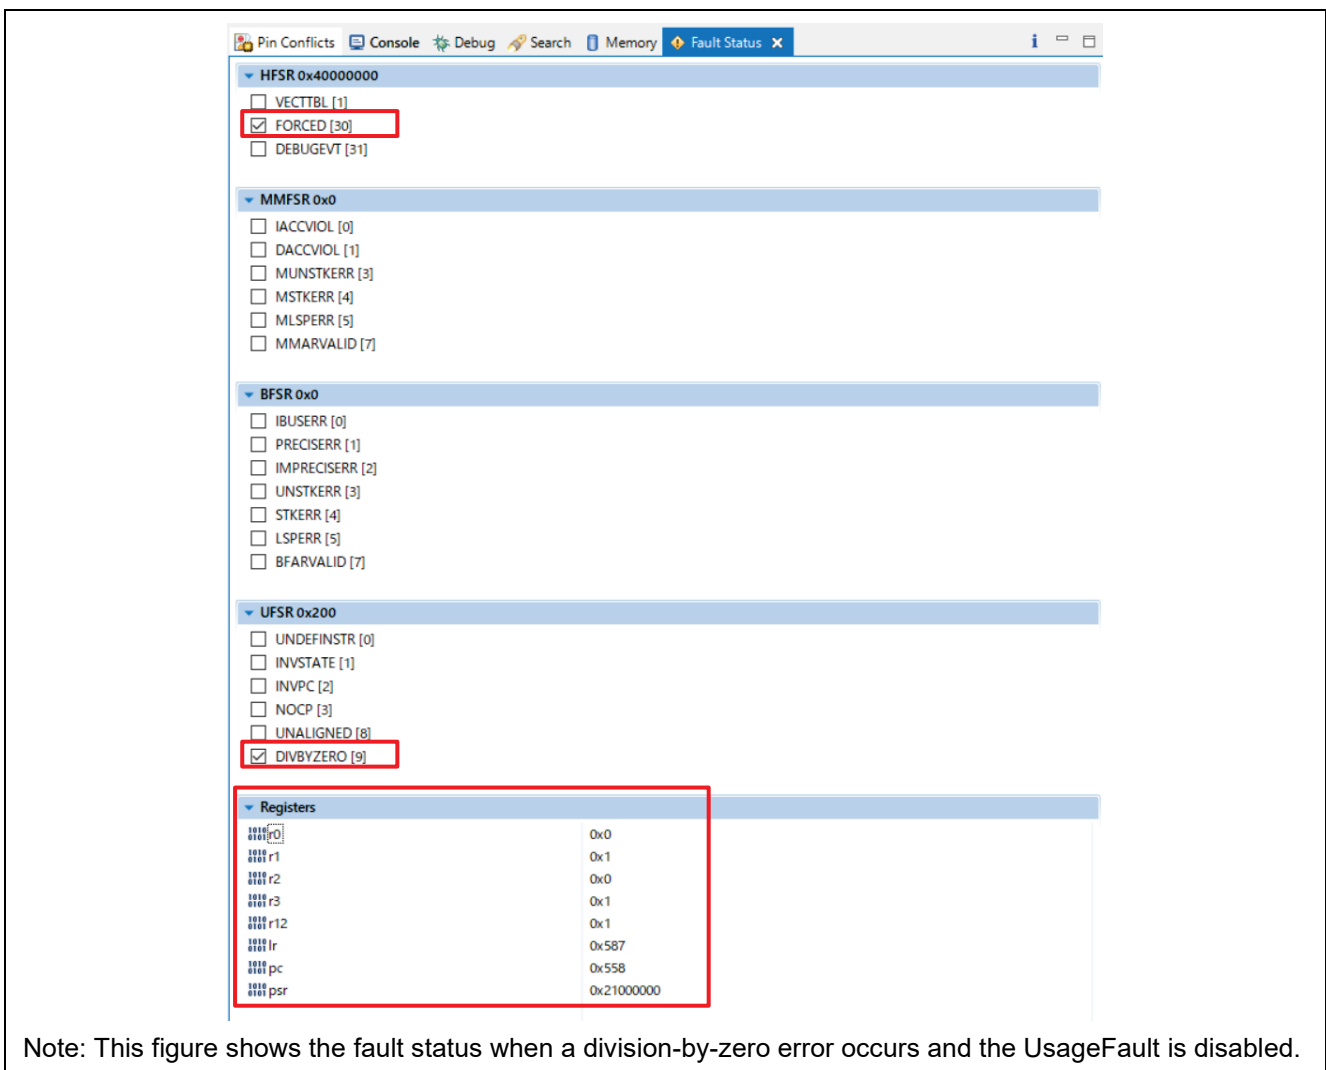 Pin Conflicts Console Debug Search Memory Fault Status
HFSR 0x40000000
VECTTBL [1]
FORCED [30]
DEBUGEVT [31]
MMFSR 0x0
IACCVIOL [0]
DACCVIOL [1]
MUNSTKERR [3]
MSTKERR [4]
MLSPERR [5]
MMARVALID [7]
BFSR 0x0
IBUSERR [0]
PRECISERR [1]
IMPRECISERR [2]
UNSTKERR [3]
STKERR [4]
LSPERR [5]
BFARVALID [7]
UFSR 0x200
UNDEFINSTR [0]
INVSTATE [1]
INVPC [2]
NOCP [3]
UNALIGNED [8]
DIVBYZERO [9]
Registers
r0 0x0
r1 0x1
r2 0x0
r3 0x1
r12 0x1
lr 0x587
pc 0x558
psr 0x21000000
Note: This figure shows the fault status when a division-by-zero error occurs and the UsageFault is disabled.